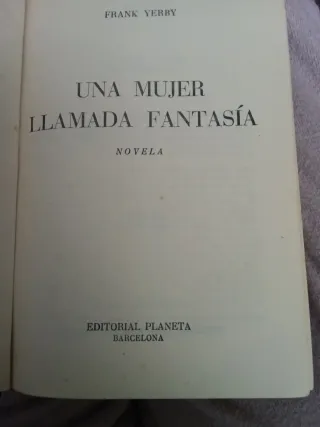 FRANK YERBY
UNA MUJER
LLAMADA FANTASÍA
NOVELA
EDITORIAL PLANETA
BARCELONA